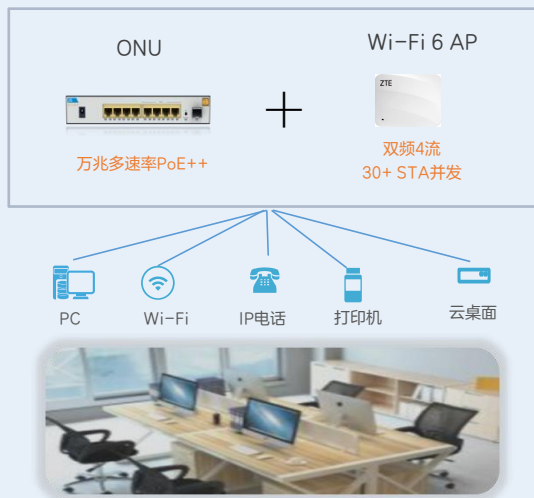 ONU
Wi-Fi 6 AP
ZTE
万兆多速率PoE++
双频4流
30+ STA并发
PC
Wi-Fi
IP电话
打印机
云桌面